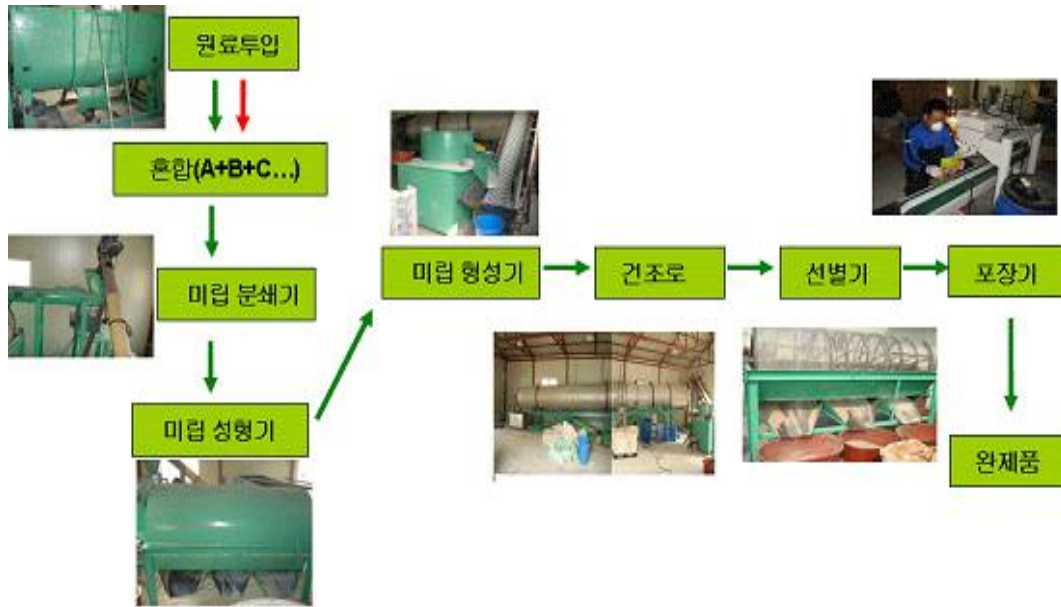 원료투입
혼합(A+B+C...)
미립 분쇄기
미립 성형기
미립 형성기
건조로
선별기
포장기
완제품